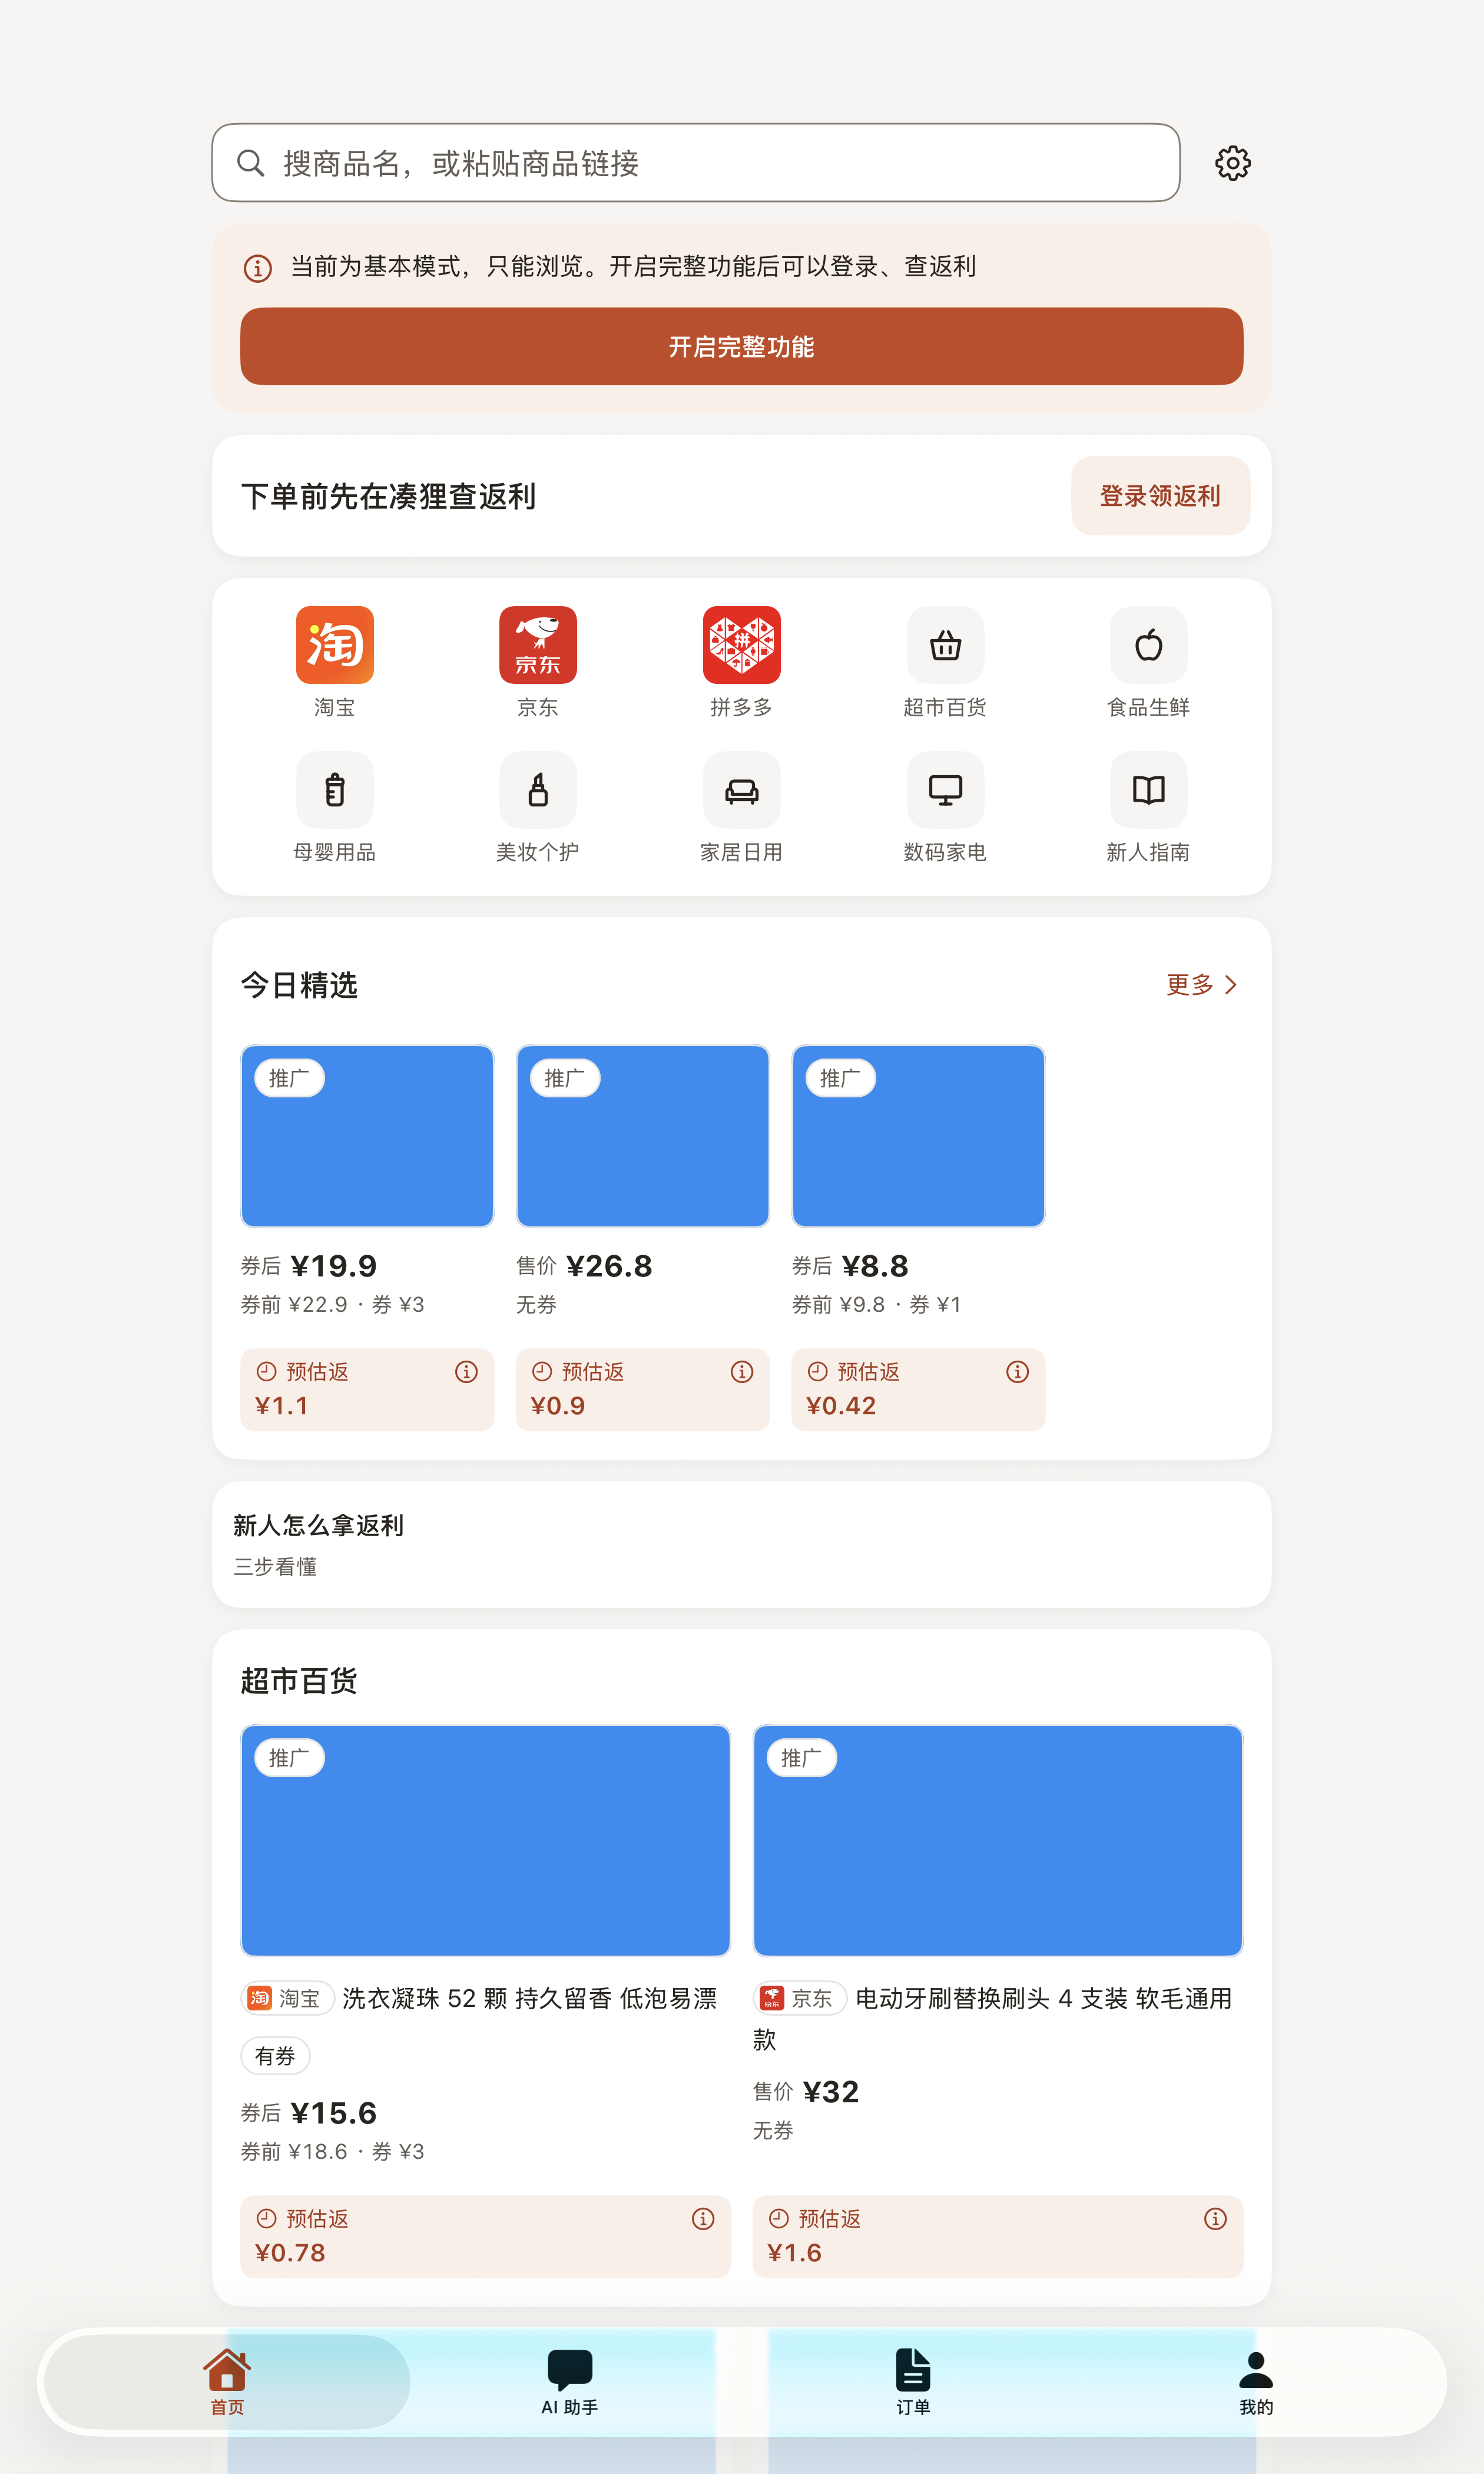 搜商品名，或粘贴商品链接
当前为基本模式，只能浏览。开启完整功能后可以登录、查返利
开启完整功能
下单前先在凑狸查返利
登录领返利
淘
京东
拼
淘宝
京东
拼多多
超市百货
食品生鲜
母婴用品
美妆个护
家居日用
数码家电
新人指南
今日精选
更多
推广
推广
推广
券后 ¥19.9
券前 ¥22.9 · 券 ¥3
预估返
¥1.1
售价 ¥26.8
无券
预估返
¥0.9
券后 ¥8.8
券前 ¥9.8 · 券 ¥1
预估返
¥0.42
新人怎么拿返利
三步看懂
超市百货
推广
淘 淘宝 洗衣凝珠 52 颗 持久留香 低泡易漂
有券
券后 ¥15.6
券前 ¥18.6 · 券 ¥3
预估返
¥0.78
推广
京东 京东 电动牙刷替换刷头 4 支装 软毛通用
款
售价 ¥32
无券
预估返
¥1.6
首页
AI 助手
订单
我的